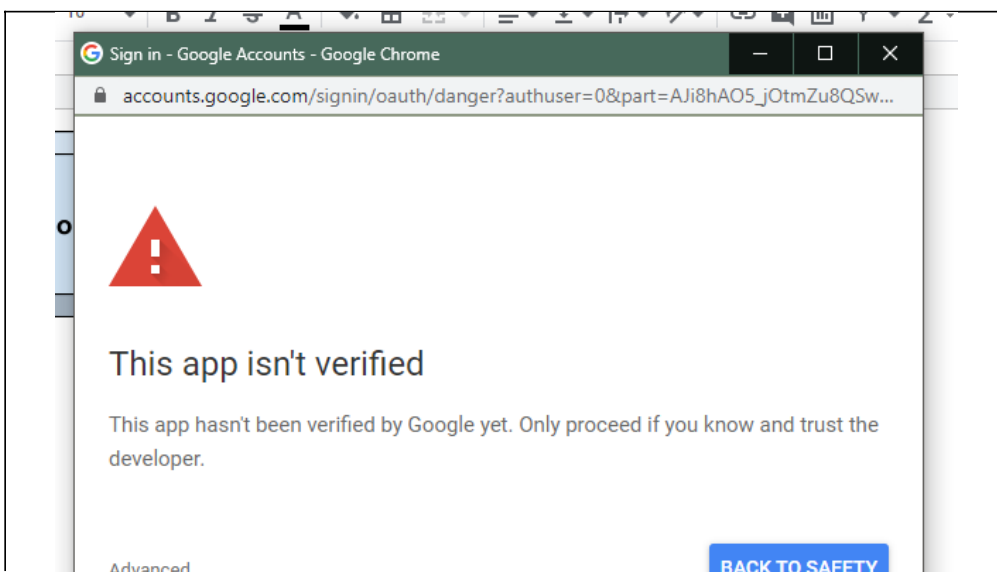 10 B I S A
Sign in - Google Accounts - Google Chrome
accounts.google.com/signin/oauth/danger?authuser=0&part=AJi8hAO5_jOtmZu8QSw...
o
This app isn't verified
This app hasn't been verified by Google yet. Only proceed if you know and trust the
developer.
Advanced
BACK TO SAFETY